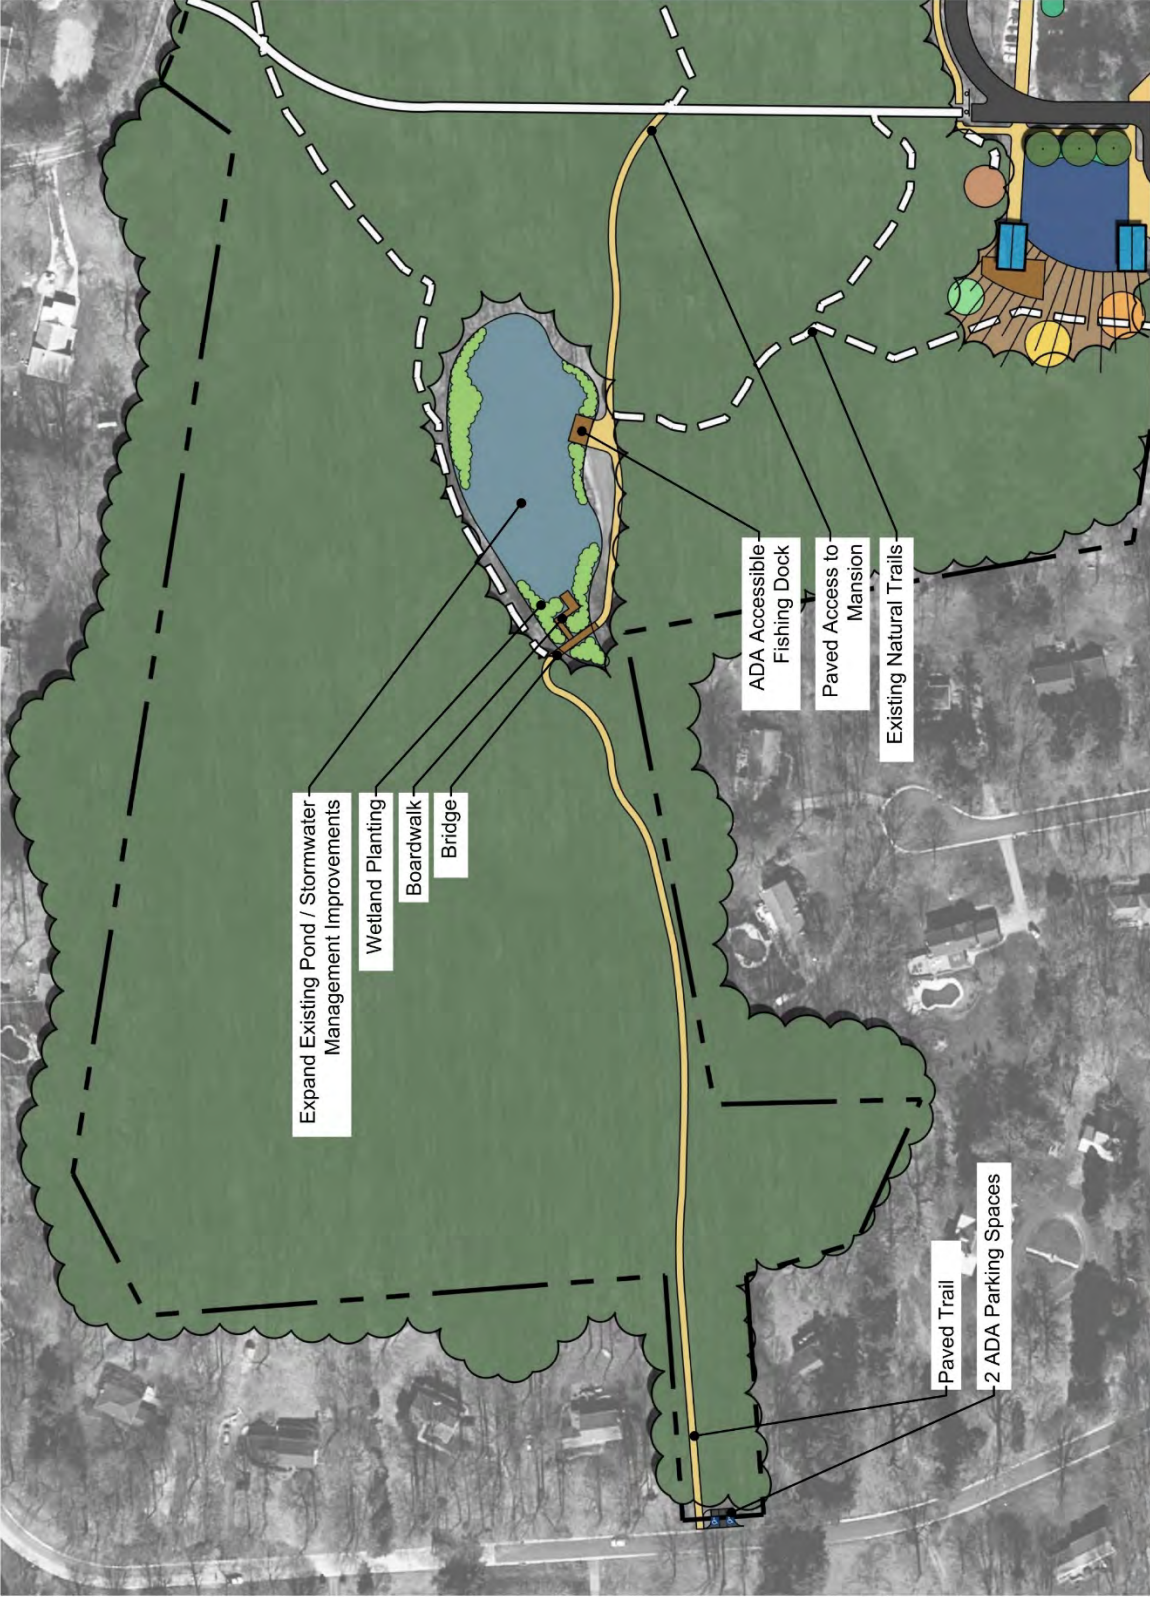 Expand Existing Pond / Stormwater
Management Improvements
Wetland Planting
Boardwalk
Bridge
ADA Accessible
Fishing Dock
Paved Access to
Mansion
Existing Natural Trails
Paved Trail
2 ADA Parking Spaces